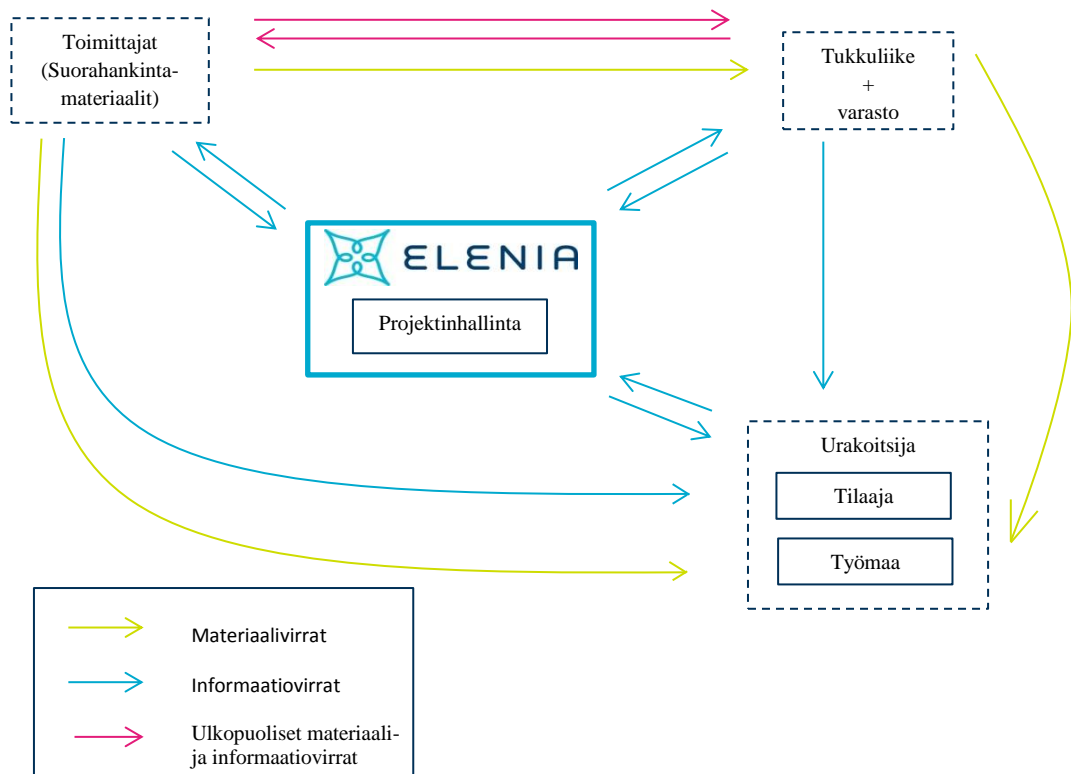 Toimittajat
(Suorahankinta-
materiaalit)
Tukkuliike
+
varasto
ELENIA
Projektinhallinta
Urakoitsija
Tilaaja
Työmaa
Materiaalivirrat
Informaatiovirrat
Ulkopuoliset materiaali-
ja informaatiovirrat